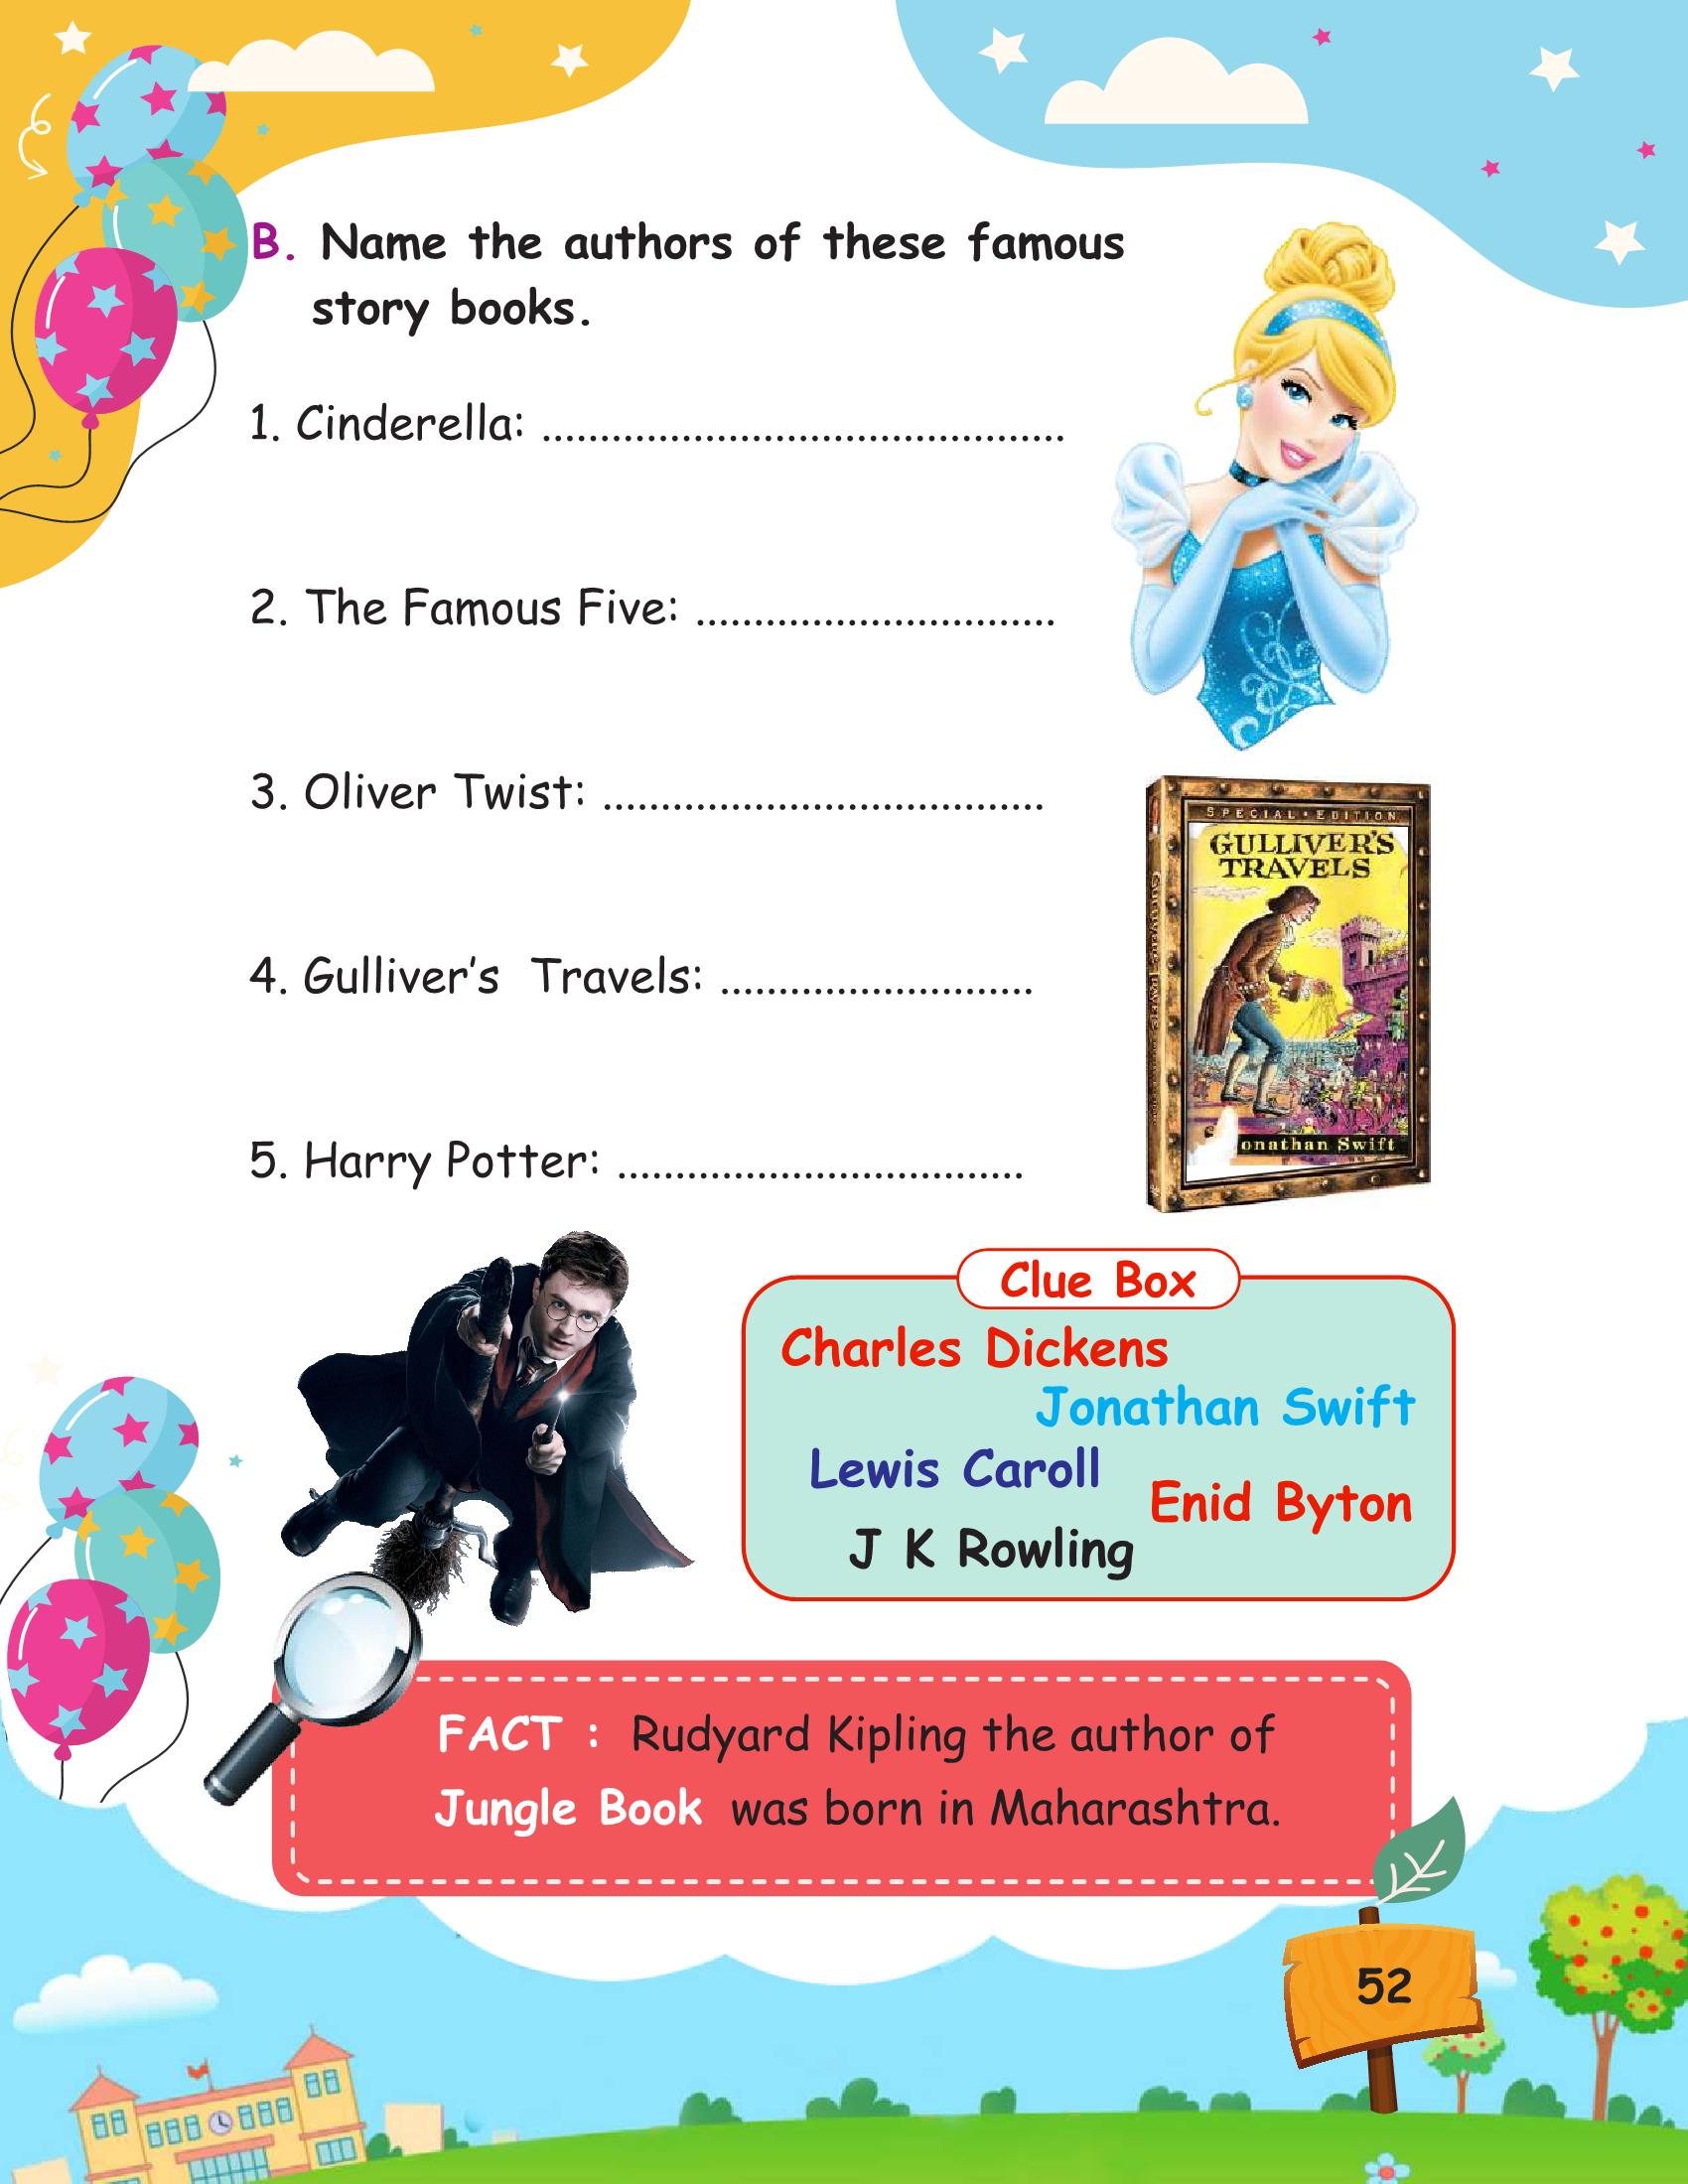 B. Name the authors of these famous
story books.
1. Cinderella: .............................................
2. The Famous Five: ...............................
3. Oliver Twist: ......................................
4. Gulliver's Travels: ...........................
5. Harry Potter: ...................................
SPECIAL • EDITION
GULLIVER'S
TRAVELS
onathan Swift
Clue Box
Charles Dickens
Jonathan Swift
Lewis Caroll
Enid Byton
J K Rowling
FACT : Rudyard Kipling the author of
Jungle Book was born in Maharashtra.
52